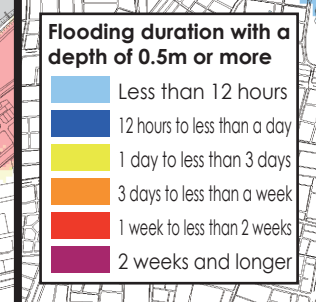 Flooding duration with a
depth of 0.5m or more
Less than 12 hours
12 hours to less than a day
1 day to less than 3 days
3 days to less than a week
1 week to less than 2 weeks
2 weeks and longer